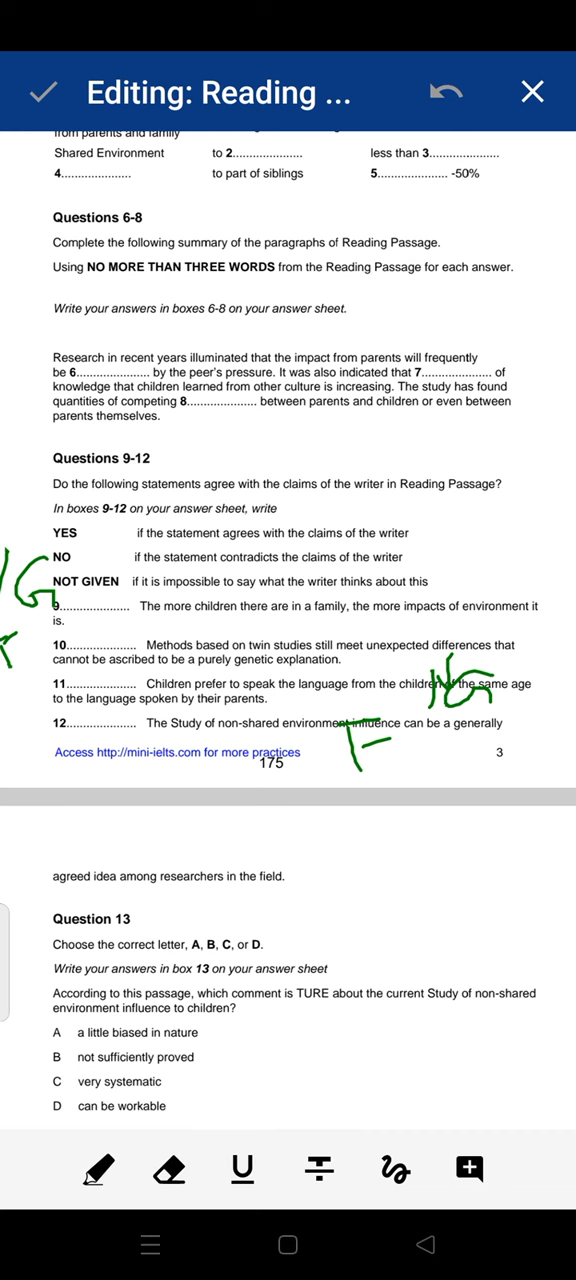 Editing: Reading ...
from parents and family
Shared Environment to 2..................... less than 3.....................
4..................... to part of siblings 5..................... -50%
Questions 6-8
Complete the following summary of the paragraphs of Reading Passage.
Using NO MORE THAN THREE WORDS from the Reading Passage for each answer.
Write your answers in boxes 6-8 on your answer sheet.
Research in recent years illuminated that the impact from parents will frequently
be 6..................... by the peer's pressure. It was also indicated that 7..................... of
knowledge that children learned from other culture is increasing. The study has found
quantities of competing 8..................... between parents and children or even between
parents themselves.
Questions 9-12
Do the following statements agree with the claims of the writer in Reading Passage?
In boxes 9-12 on your answer sheet, write
YES if the statement agrees with the claims of the writer
NO if the statement contradicts the claims of the writer
NOT GIVEN if it is impossible to say what the writer thinks about this
9..................... The more children there are in a family, the more impacts of environment it
is.
10..................... Methods based on twin studies still meet unexpected differences that
cannot be ascribed to be a purely genetic explanation.
11..................... Children prefer to speak the language from the children of the same age
to the language spoken by their parents.
NG
12..................... The Study of non-shared environment influence can be a generally
F
Access http://mini-ielts.com for more practices 3
175
agreed idea among researchers in the field.
Question 13
Choose the correct letter, A, B, C, or D.
Write your answers in box 13 on your answer sheet
According to this passage, which comment is TURE about the current Study of non-shared
environment influence to children?
A a little biased in nature
B not sufficiently proved
C very systematic
D can be workable